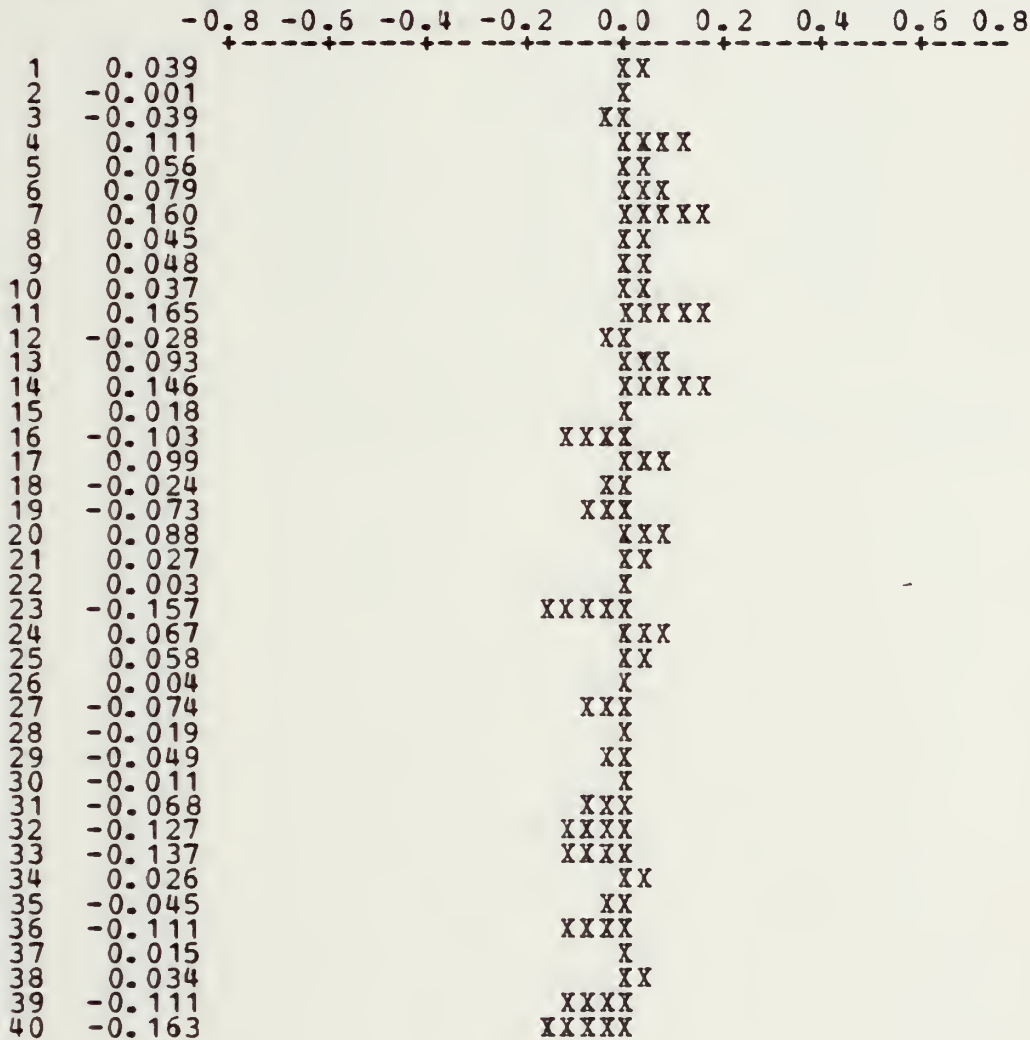 -0.8 -0.6 -0.4 -0.2 0.0 0.2 0.4 0.6 0.8
+----+----+----+----+----+----+----+----+
1 0.039 XX
2 -0.001 X
3 -0.039 XX
4 0.111 XXXX
5 0.056 XX
6 0.079 XXX
7 0.160 XXXXX
8 0.045 XX
9 0.048 XX
10 0.037 XX
11 0.165 XXXXX
12 -0.028 XX
13 0.093 XXX
14 0.146 XXXXX
15 0.018 X
16 -0.103 XXXX
17 0.099 XXX
18 -0.024 XX
19 -0.073 XXX
20 0.088 XXX
21 0.027 XX
22 0.003 X
23 -0.157 XXXXX
24 0.067 XXX
25 0.058 XX
26 0.004 X
27 -0.074 XXX
28 -0.019 X
29 -0.049 XX
30 -0.011 X
31 -0.068 XXX
32 -0.127 XXXX
33 -0.137 XXXX
34 0.026 XX
35 -0.045 XX
36 -0.111 XXXX
37 0.015 X
38 0.034 XX
39 -0.111 XXXX
40 -0.163 XXXXX